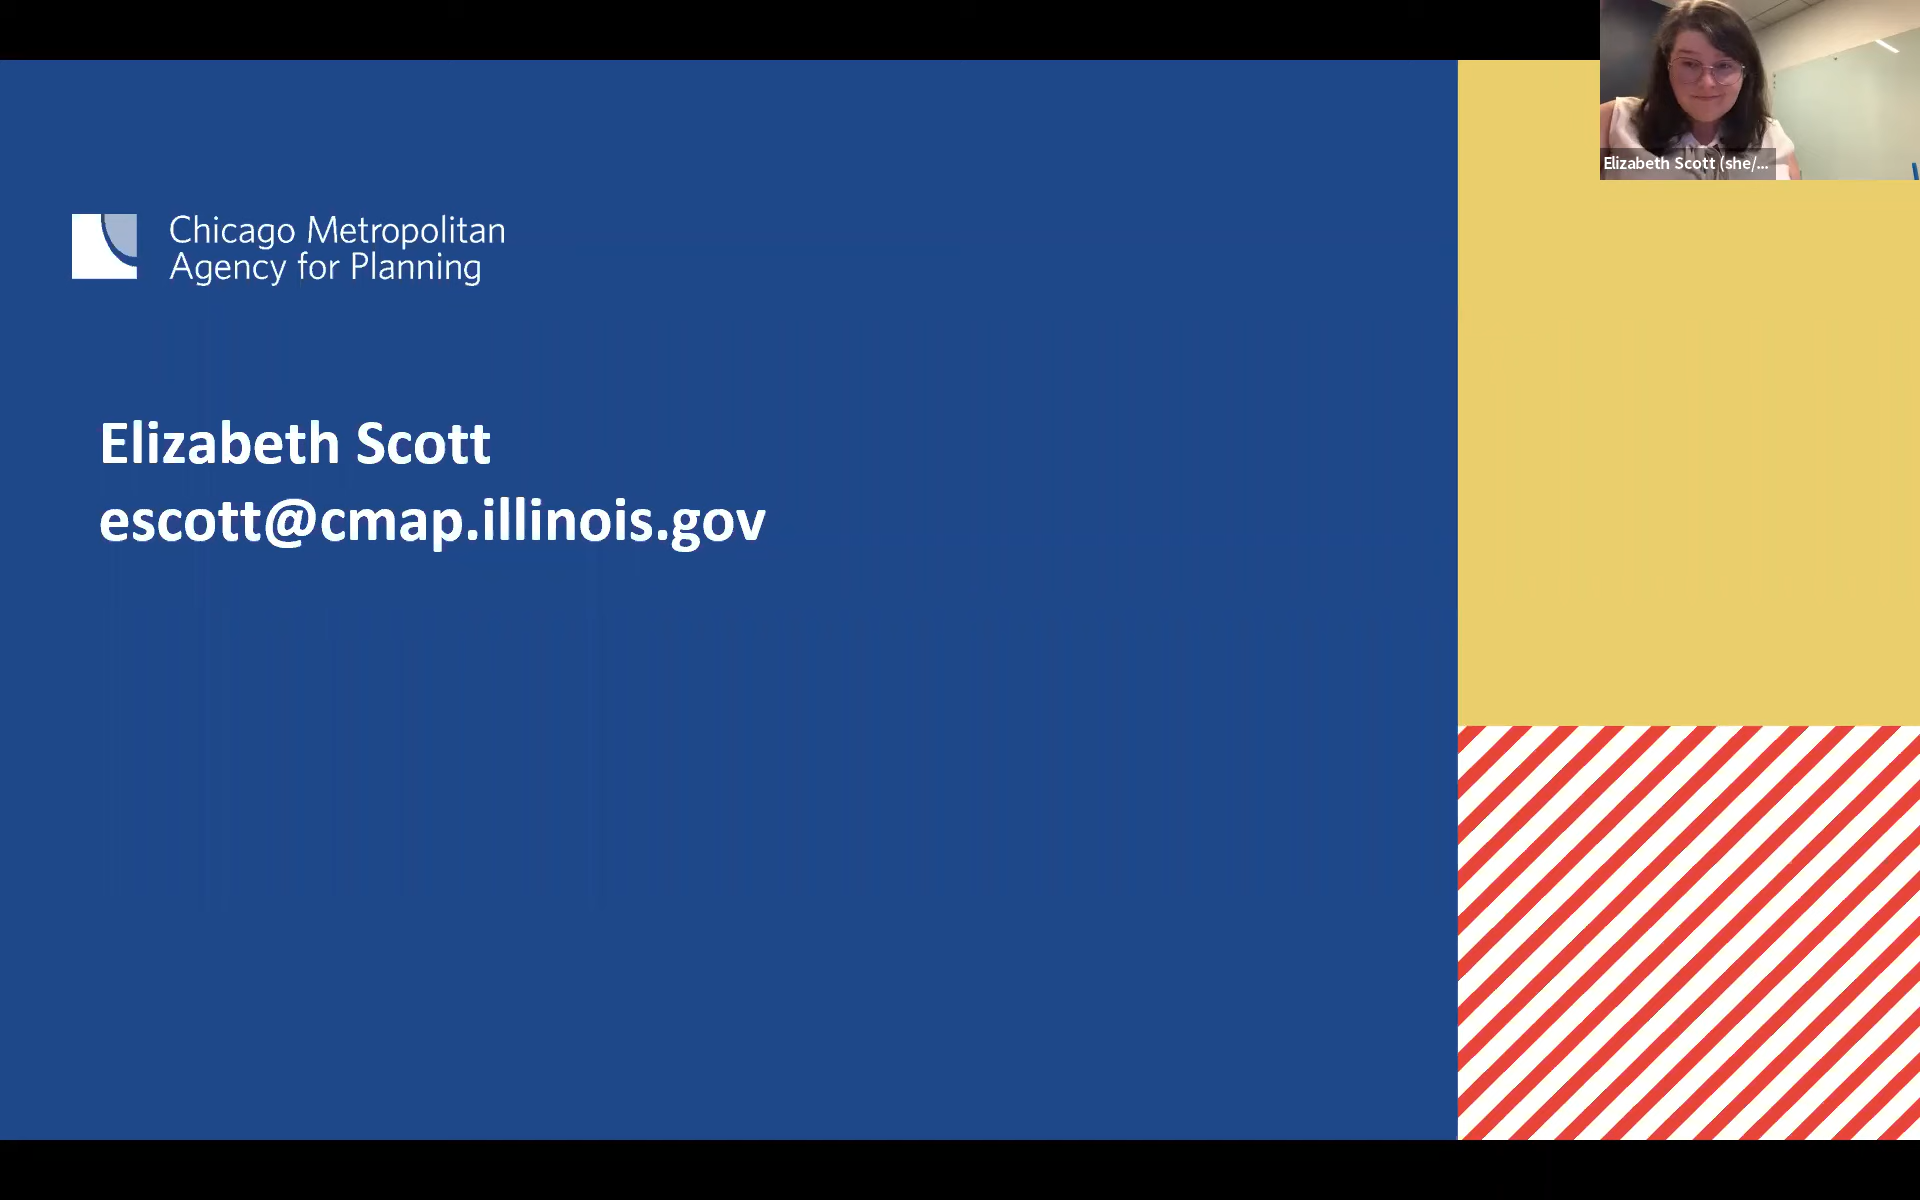 Elizabeth Scott (she/...
Chicago Metropolitan
Agency for Planning
Elizabeth Scott
escott@cmap.illinois.gov